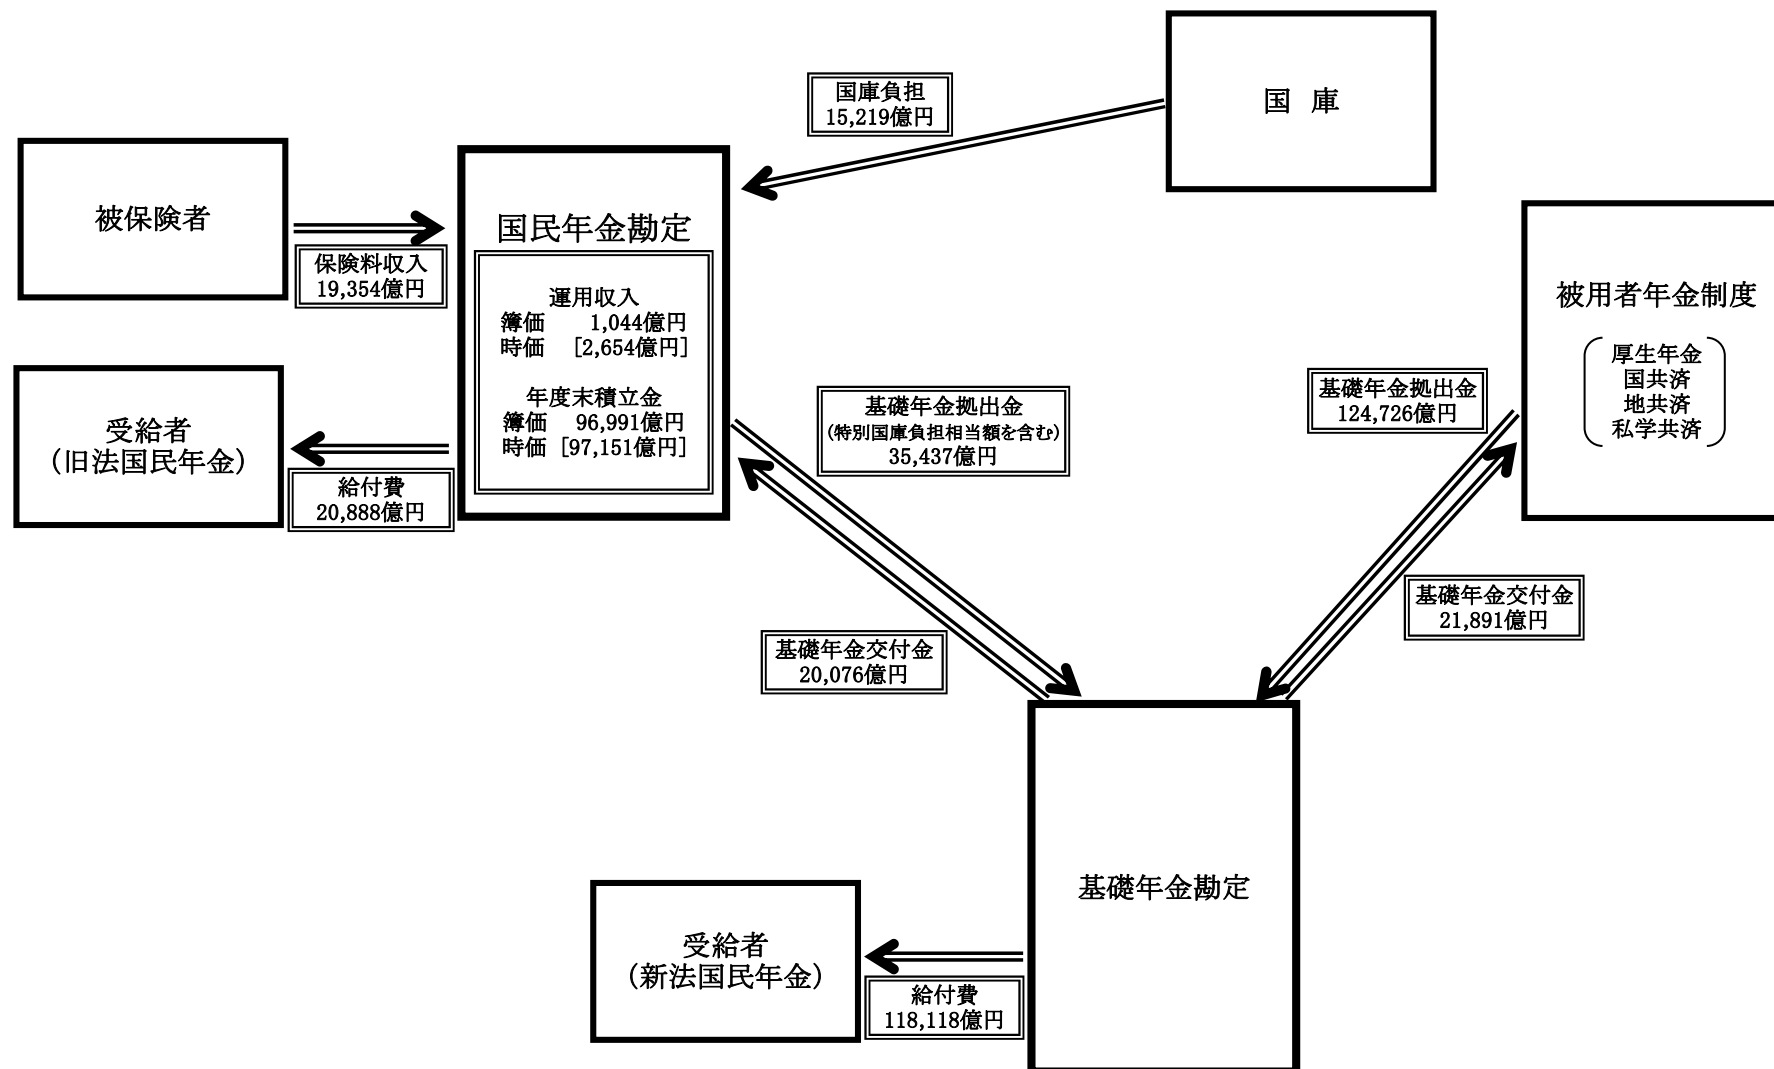 国 庫
国庫負担
15,219億円
被保険者
保険料収入
19,354億円
国民年金勘定
運用収入
簿価 1,044億円
時価 [2,654億円]
年度末積立金
簿価 96,991億円
時価 [97,151億円]
被用者年金制度
厚生年金
国共済
地共済
私学共済
受給者
(旧法国民年金)
給付費
20,888億円
基礎年金拠出金
(特別国庫負担相当額を含む)
35,437億円
基礎年金拠出金
124,726億円
基礎年金交付金
21,891億円
基礎年金交付金
20,076億円
基礎年金勘定
受給者
(新法国民年金)
給付費
118,118億円